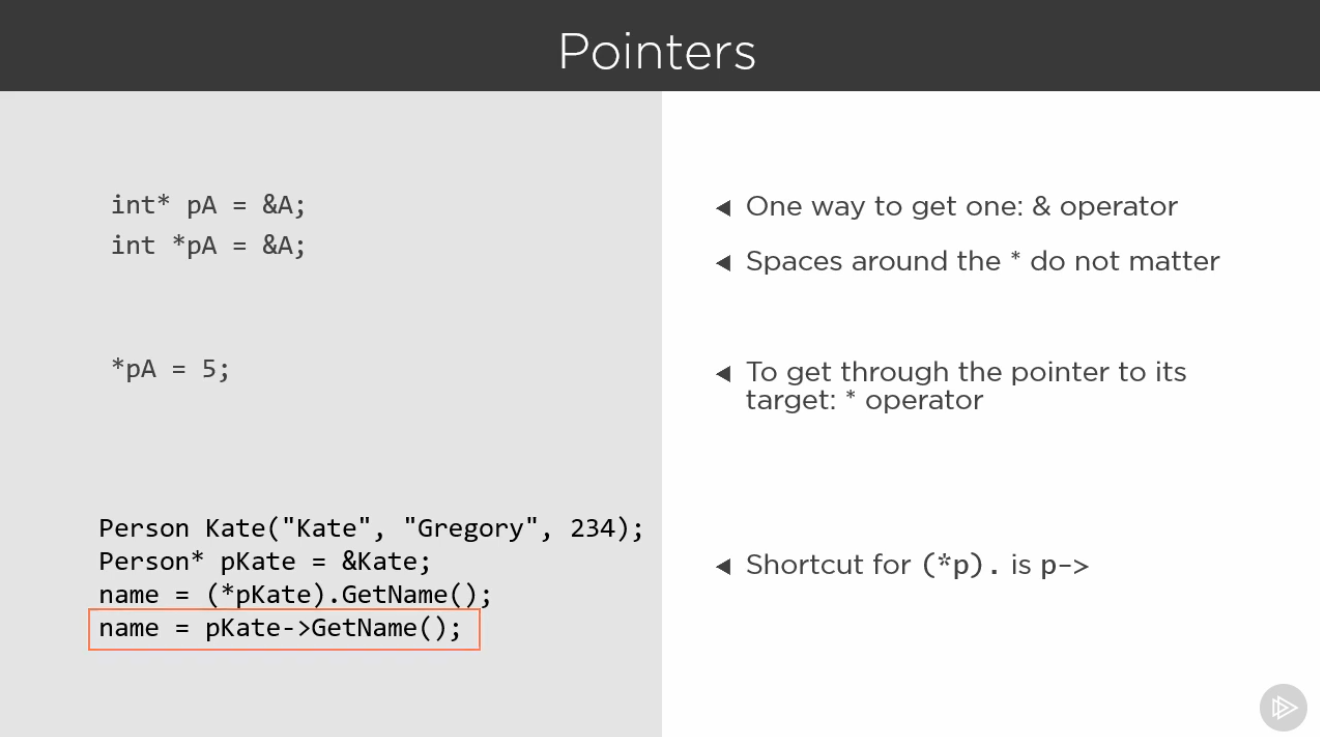 Pointers
int* pA = &A;
int *pA = &A;
*pA = 5;
Person Kate("Kate", "Gregory", 234);
Person* pKate = &Kate;
name = (*pKate).GetName();
name = pKate->GetName();
One way to get one: & operator
Spaces around the * do not matter
To get through the pointer to its
target: * operator
Shortcut for (*p). is p->